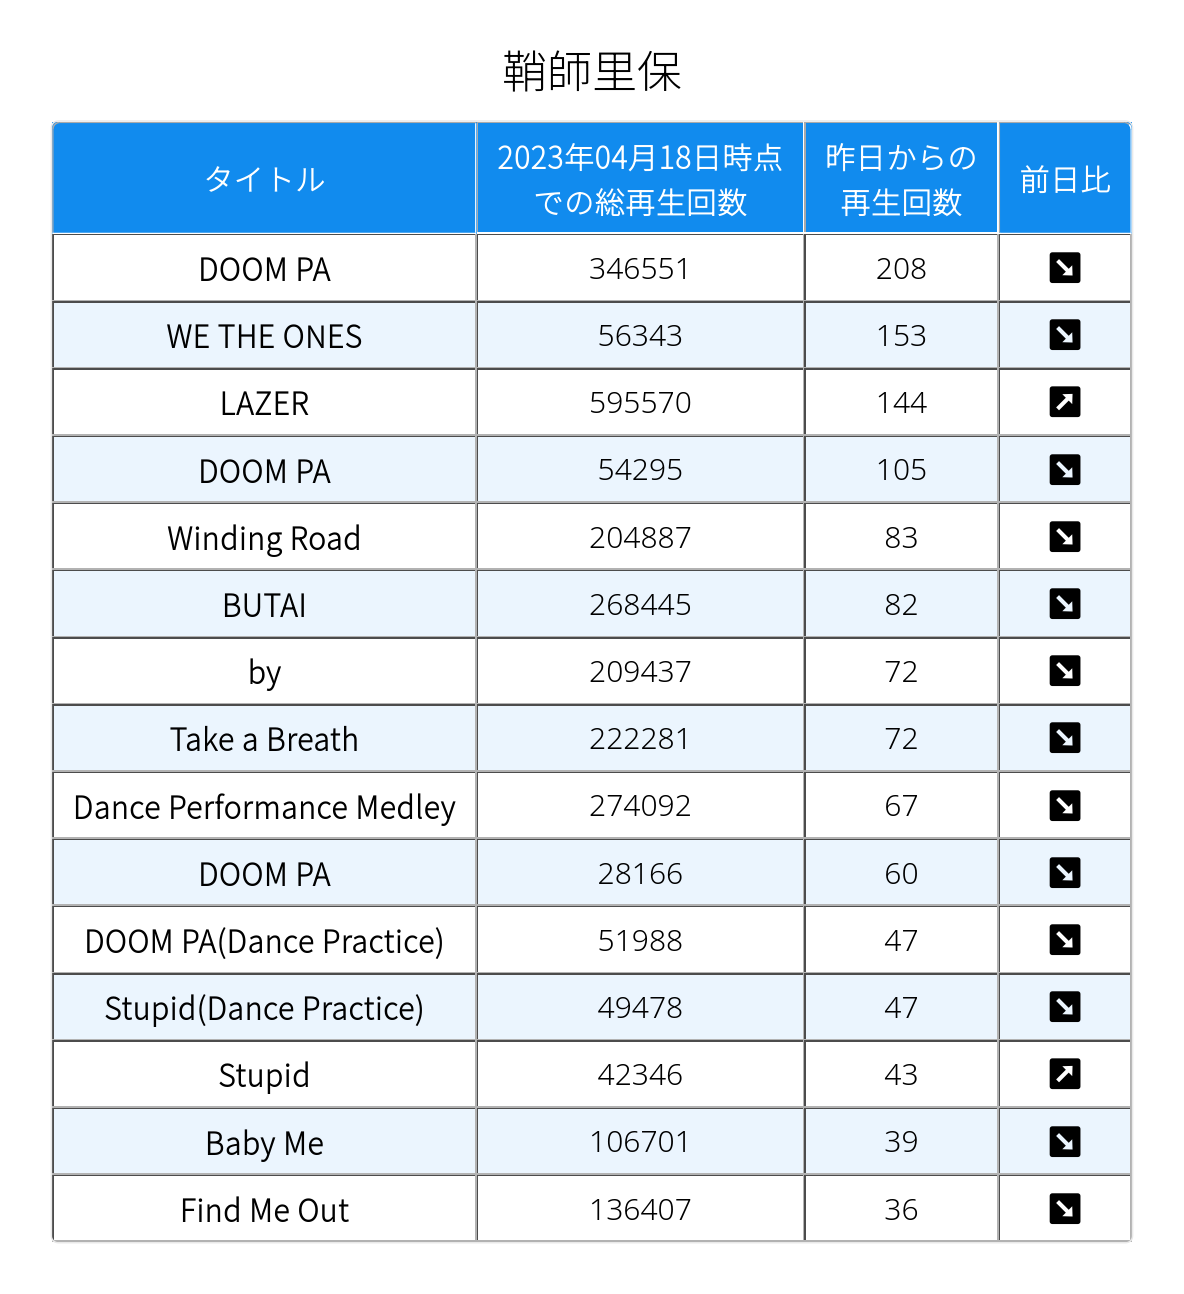 鞘師里保
タイトル 2023年04月18日時点での総再生回数 昨日からの再生回数 前日比
DOOM PA 346551 208 ↘
WE THE ONES 56343 153 ↘
LAZER 595570 144 ↗
DOOM PA 54295 105 ↘
Winding Road 204887 83 ↘
BUTAI 268445 82 ↘
by 209437 72 ↘
Take a Breath 222281 72 ↘
Dance Performance Medley 274092 67 ↘
DOOM PA 28166 60 ↘
DOOM PA(Dance Practice) 51988 47 ↘
Stupid(Dance Practice) 49478 47 ↘
Stupid 42346 43 ↗
Baby Me 106701 39 ↘
Find Me Out 136407 36 ↘